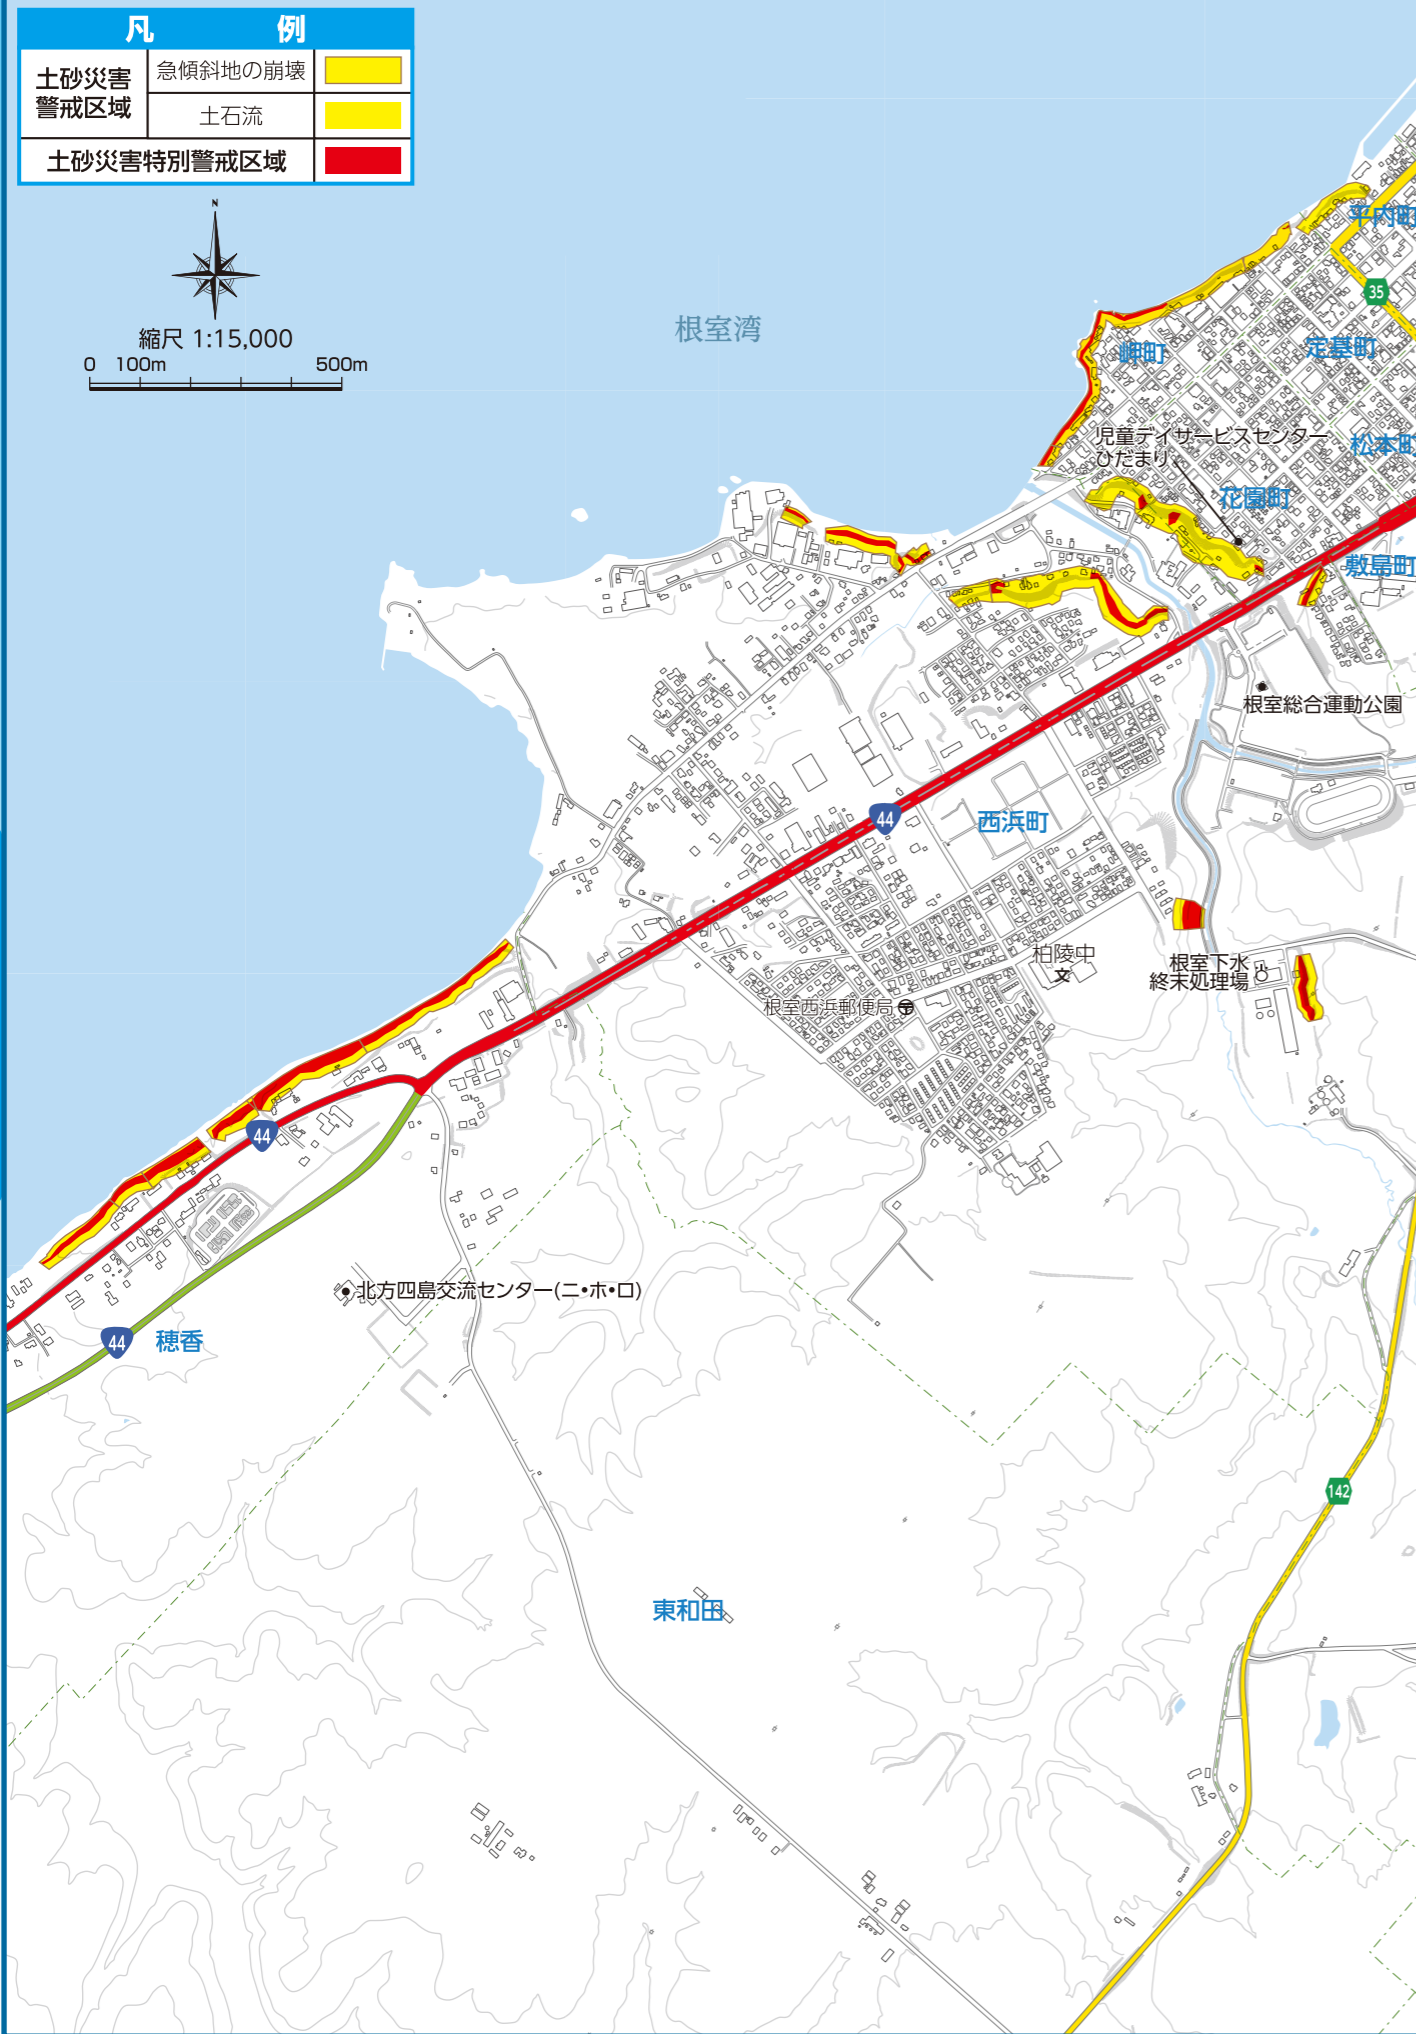 凡 例
土砂災害
警戒区域
急傾斜地の崩壊
土石流
土砂災害特別警戒区域
N
縮尺 1:15,000
0 100m 500m
根室湾
平内町
35
岬町
定基町
児童デイサービスセンター
ひだまり
松本町
花園町
敷島町
根室総合運動公園
44
西浜町
柏陵中
文
根室下水
終末処理場
根室西浜郵便局
44
北方四島交流センター(ニ・ホ・ロ)
44
穂香
142
東和田